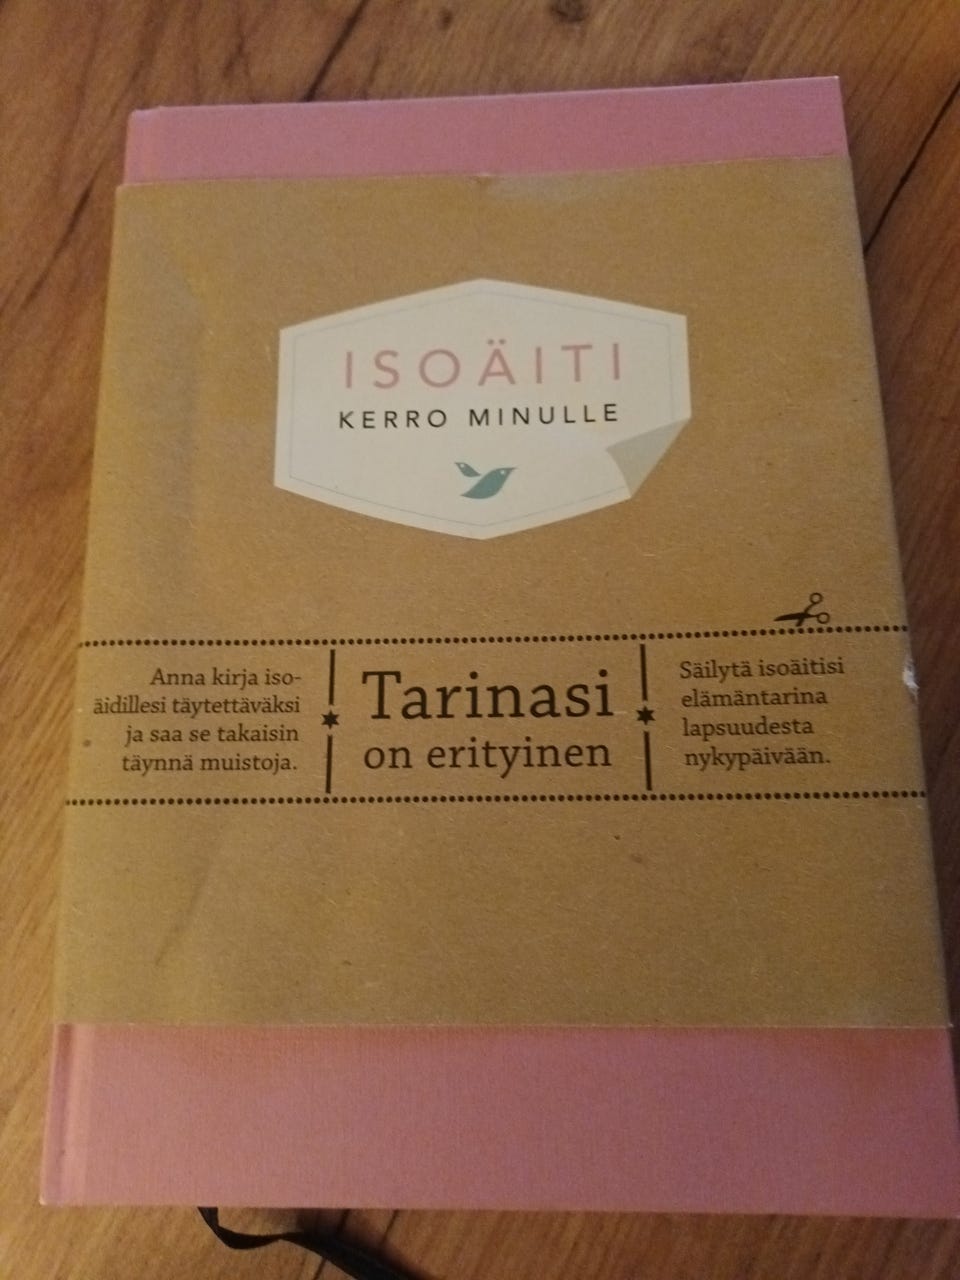 ISOÄITI
KERRO MINULLE
Anna kirja iso-
äidillesi täytettäväksi
ja saa se takaisin
täynnä muistoja.
Tarinasi
on erityinen
Säilytä isoäitisi
elämäntarina
lapsuudesta
nykypäivään.